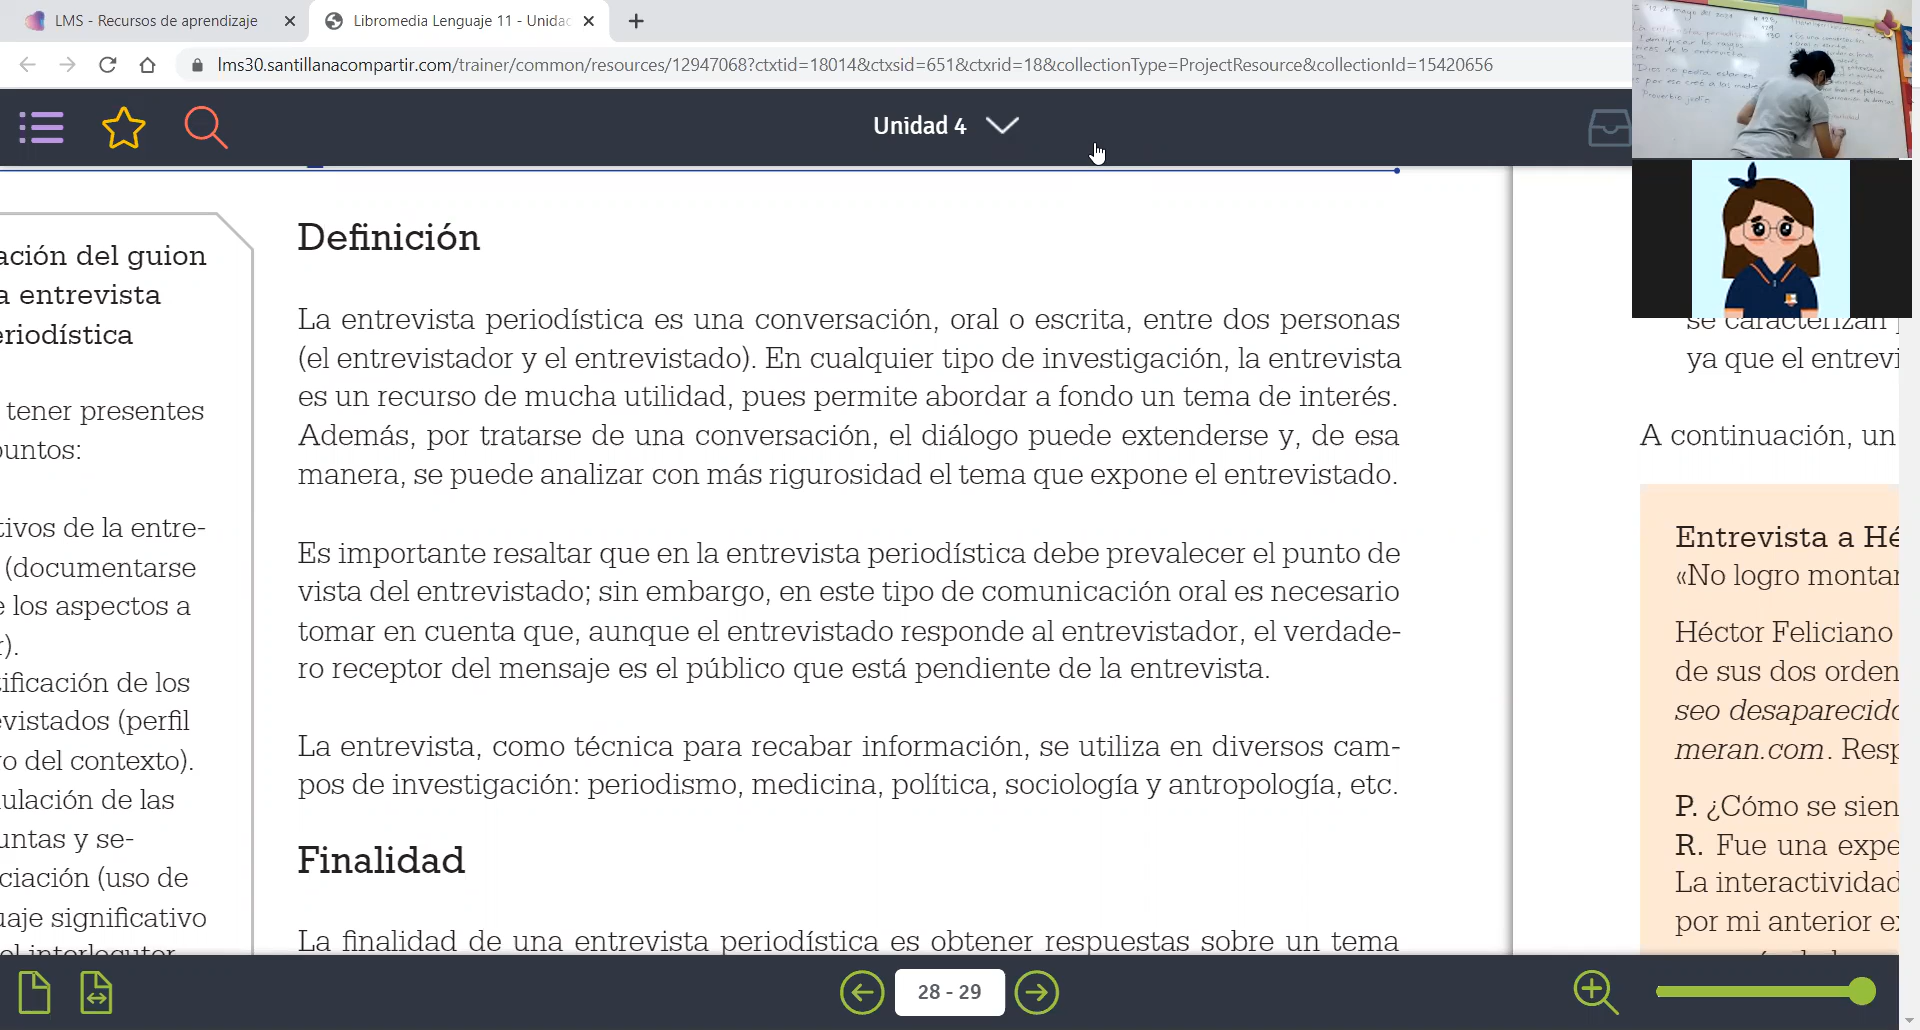 LMS - Recursos de aprendizaje
Libromedia Lenguaje 11 - Unidad
lms30.santillanacompartir.com/trainer/common/resources/12947068?ctxtid=18014&ctxsid=651&ctxrid=18&collectionType=ProjectResource&collectionId=15420656
Unidad 4
ación del guion
a entrevista
eriodística
tener presentes
untos:
tivos de la entre-
(documentarse
e los aspectos a
r).
tificación de los
evistados (perfil
ro del contexto).
ulación de las
untas y se-
ciación (uso de
uaje significativo
el interlocutor
Definición
La entrevista periodística es una conversación, oral o escrita, entre dos personas
(el entrevistador y el entrevistado). En cualquier tipo de investigación, la entrevista
es un recurso de mucha utilidad, pues permite abordar a fondo un tema de interés.
Además, por tratarse de una conversación, el diálogo puede extenderse y, de esa
manera, se puede analizar con más rigurosidad el tema que expone el entrevistado.
Es importante resaltar que en la entrevista periodística debe prevalecer el punto de
vista del entrevistado; sin embargo, en este tipo de comunicación oral es necesario
tomar en cuenta que, aunque el entrevistado responde al entrevistador, el verdade-
ro receptor del mensaje es el público que está pendiente de la entrevista.
La entrevista, como técnica para recabar información, se utiliza en diversos cam-
pos de investigación: periodismo, medicina, política, sociología y antropología, etc.
Finalidad
La finalidad de una entrevista periodística es obtener respuestas sobre un tema
se caracterizan p
ya que el entrevi
A continuación, un
Entrevista a Hé
«No logro montar
Héctor Feliciano
de sus dos orden
seo desaparecido
meran.com. Resp
P. ¿Cómo se sien
R. Fue una expe
La interactividad
por mi anterior ex
28 - 29